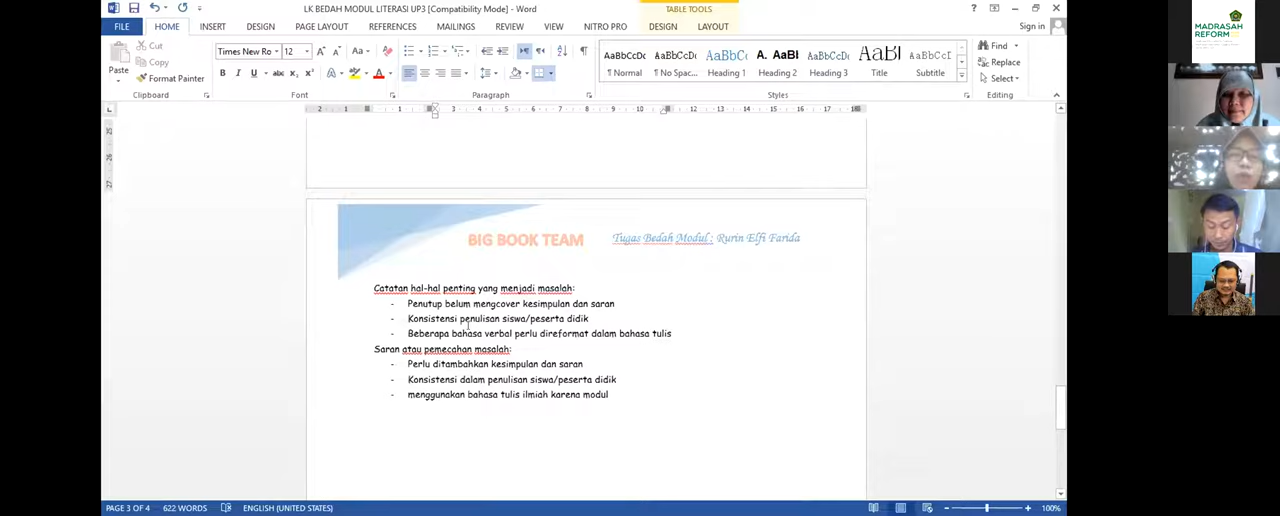 LK BEDAH MODUL LITERASI UP3 [Compatibility Mode] - Word
TABLE TOOLS
FILE HOME INSERT DESIGN PAGE LAYOUT REFERENCES MAILINGS REVIEW VIEW NITRO PRO DESIGN LAYOUT
Sign in
Paste
Cut
Copy
Format Painter
Clipboard
Times New Ro 12
Font
Paragraph
AaBbCcDc AaBbCcDc AaBbCc AaBbC AaBbCcD
¶ Normal ¶ No Spac... Heading 1 Heading 2 Heading 3 Title Subtitle
Styles
Find
Replace
Select
Editing
MADRASAH
REFORM
BIG BOOK TEAM
Tugas Bedah Modul : Rurin Elfi Farida
Catatan hal-hal penting yang menjadi masalah:
- Penutup belum mengcover kesimpulan dan saran
- Konsistensi penulisan siswa/peserta didik
- Beberapa bahasa verbal perlu direformat dalam bahasa tulis
Saran atau pemecahan masalah:
- Perlu ditambahkan kesimpulan dan saran
- Konsistensi dalam penulisan siswa/peserta didik
- menggunakan bahasa tulis ilmiah karena modul
PAGE 3 OF 4 622 WORDS ENGLISH (UNITED STATES) 100%